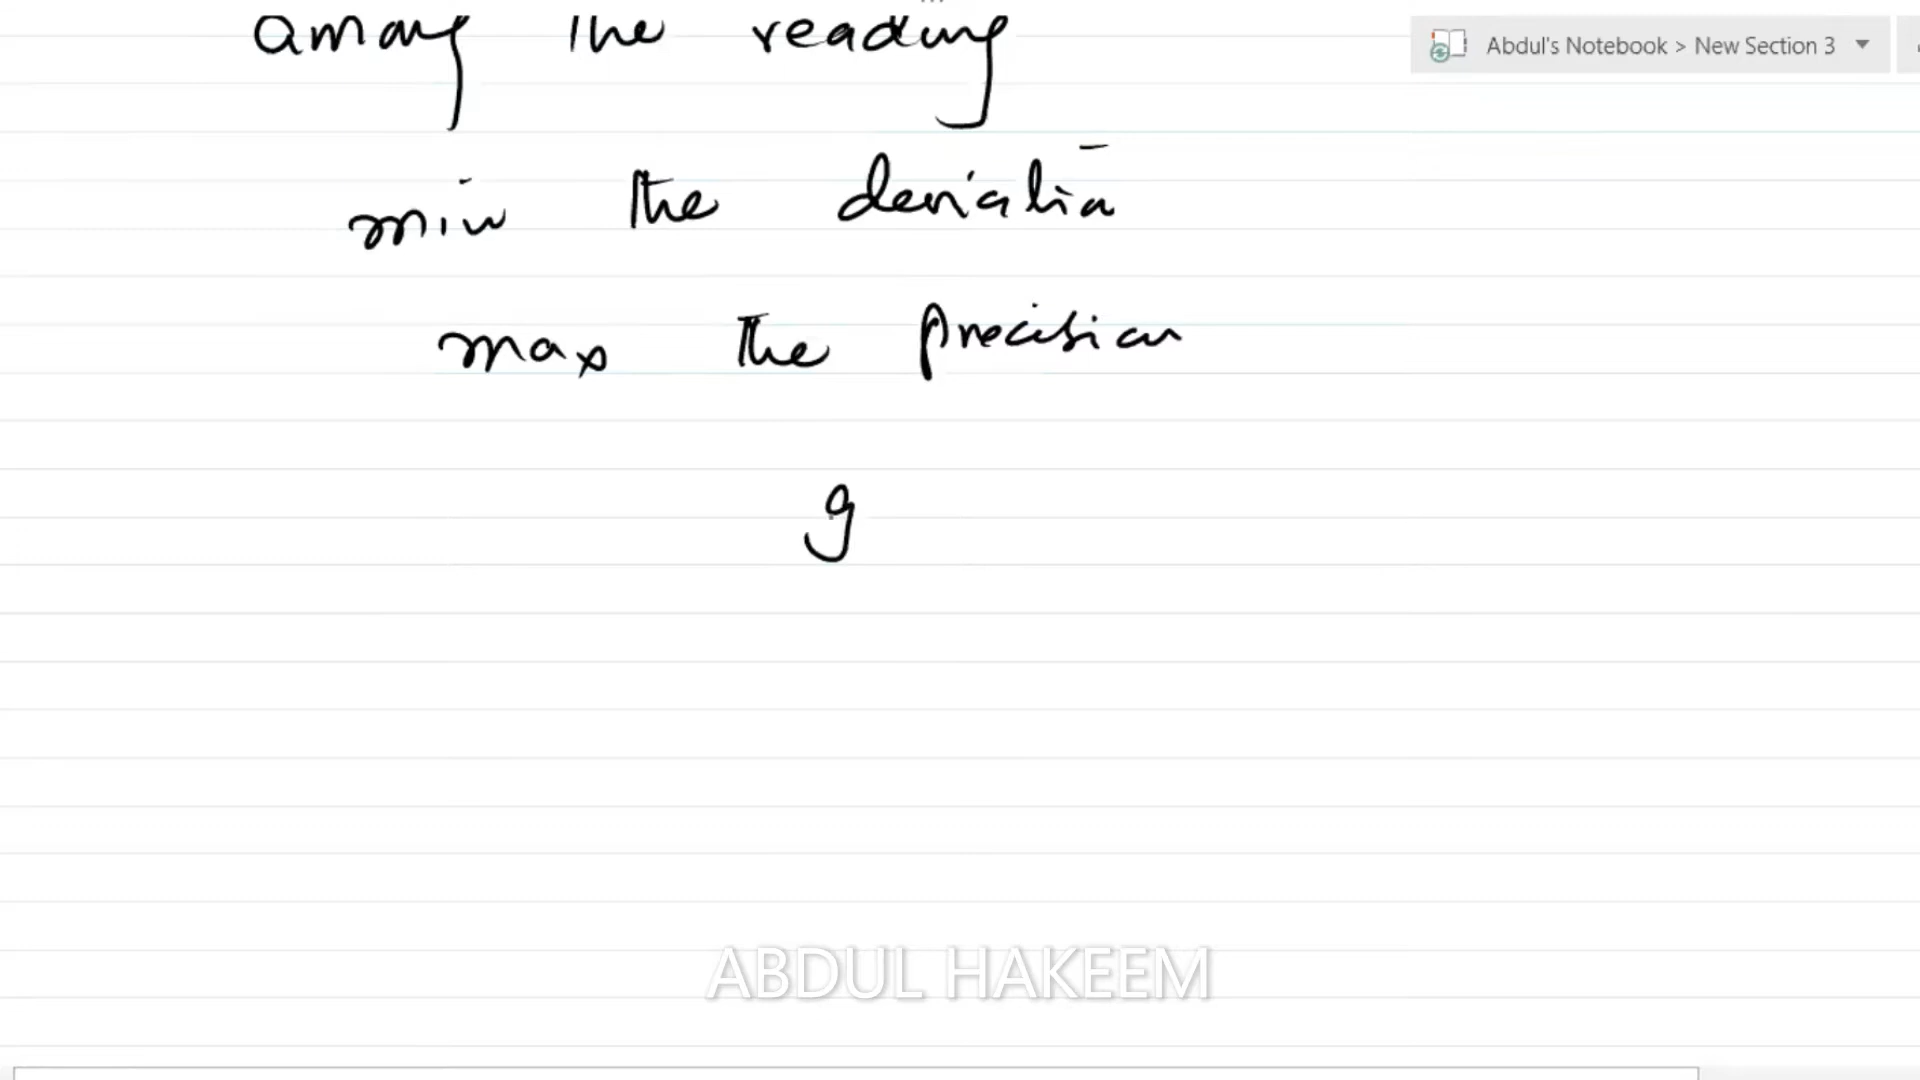 among the reading
Abdul's Notebook > New Section 3
min the deviation
max the precision
g
ABDUL HAKEEM